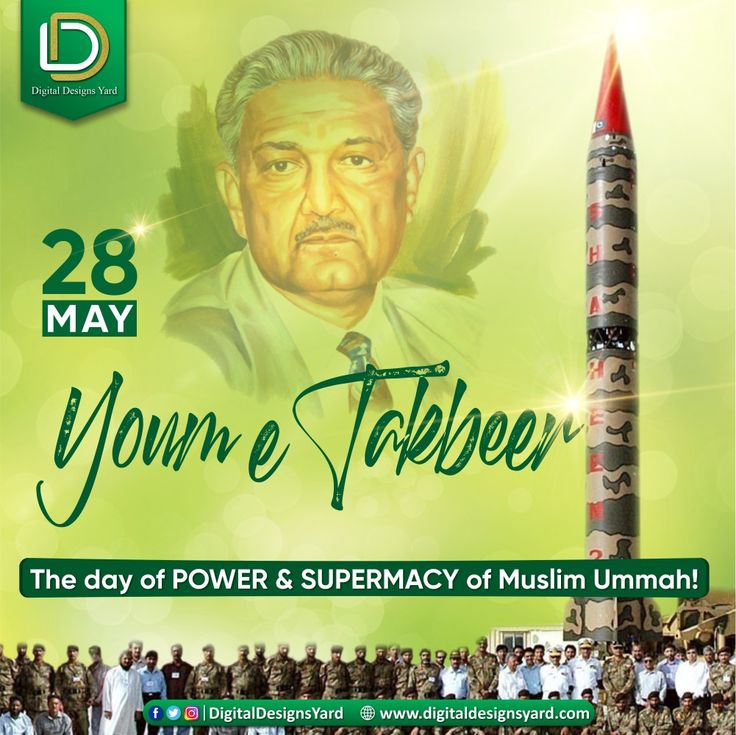 Digital Designs Yard
28
MAY
Youm e Takbeer
SHAHEEN2
The day of POWER & SUPERMACY of Muslim Ummah!
|DigitalDesignsYard www.digitaldesignsyard.com